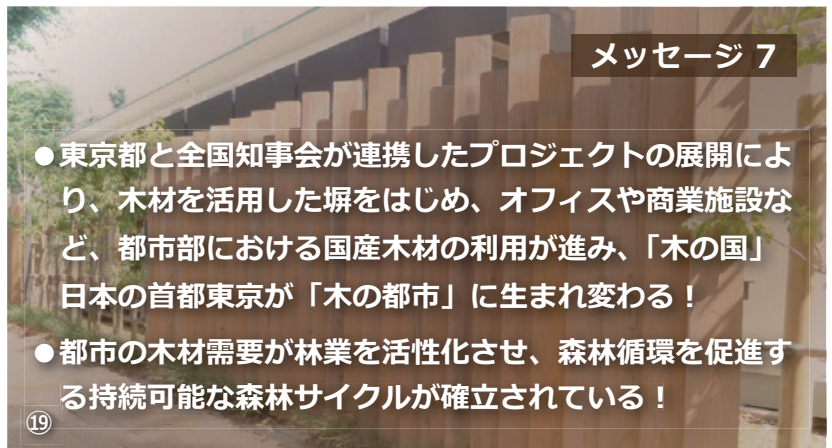 メッセージ 7
●東京都と全国知事会が連携したプロジェクトの展開によ
り、木材を活用した塀をはじめ、オフィスや商業施設な
ど、都市部における国産木材の利用が進み、「木の国」
日本の首都東京が「木の都市」に生まれ変わる！
●都市の木材需要が林業を活性化させ、森林循環を促進す
る持続可能な森林サイクルが確立されている！
⑲